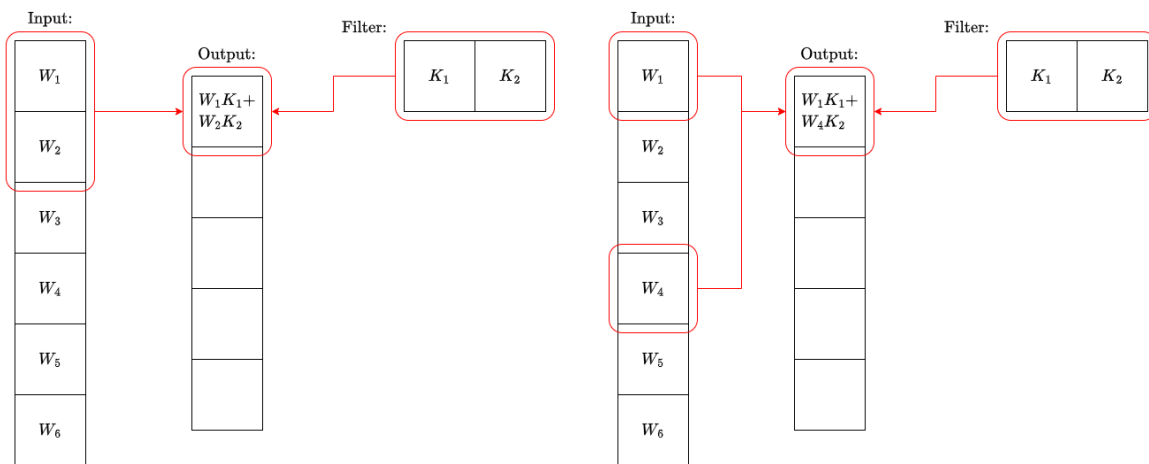 Input:
W₁
W₂
W₃
W₄
W₅
W₆
Output:
W₁K₁+
W₂K₂
Filter:
K₁ K₂
Input:
W₁
W₂
W₃
W₄
W₅
W₆
Output:
W₁K₁+
W₄K₂
Filter:
K₁ K₂